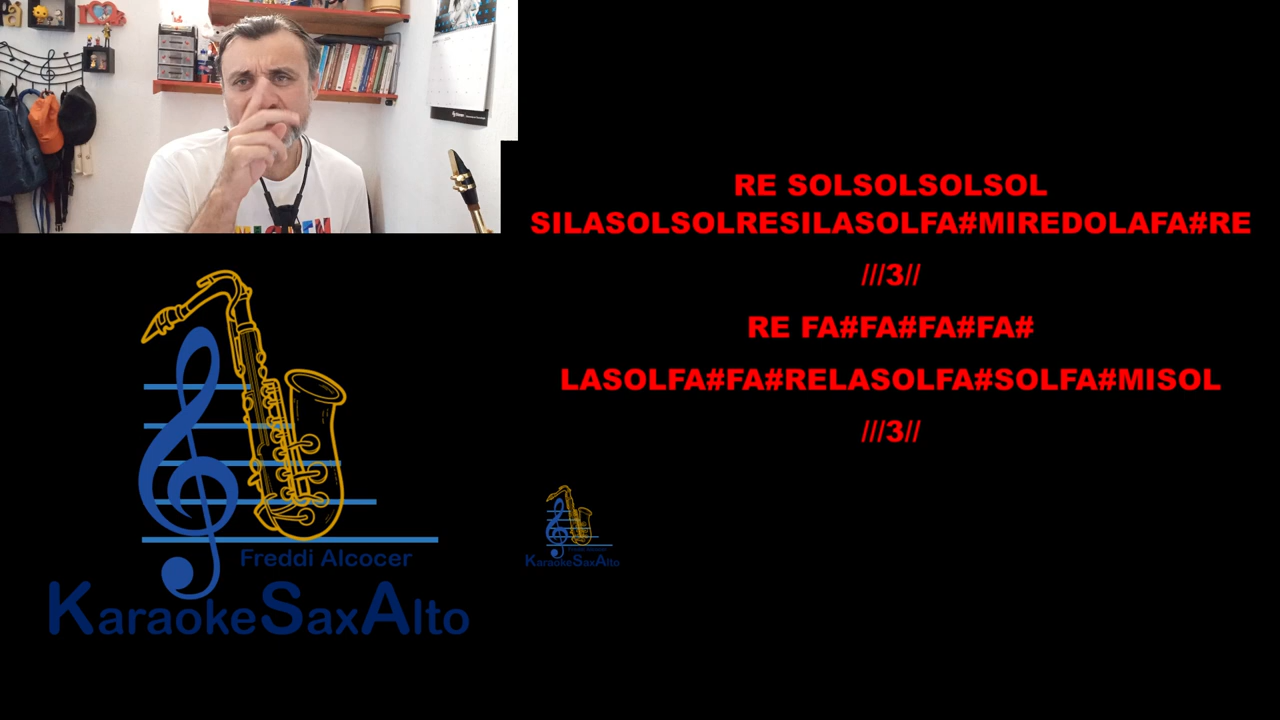 RE SOLSOLSOLSOL
SILASOLSOLRESILASOLFA#MIREDOLAFA#RE
///3//
RE FA#FA#FA#FA#
LASOLFA#FA#RELASOLFA#SOLFA#MISOL
///3//
Freddi Alcocer
KaraokeSaxAlto
KaraokeSaxAlto